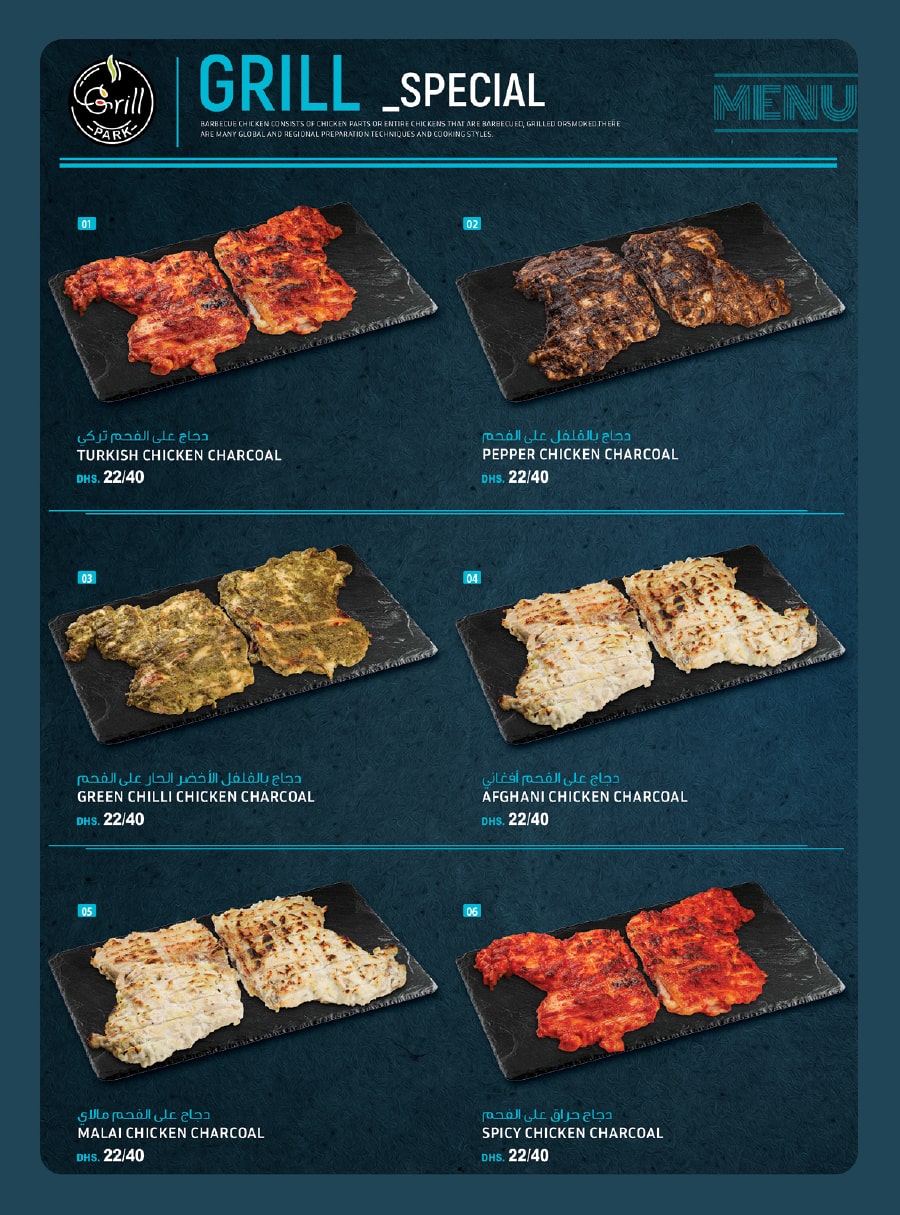 Grill
PARK
GRILL _SPECIAL
BARBECUE CHICKEN CONSISTS OF CHICKEN PARTS OR ENTIRE CHICKENS THAT ARE BARBECUED, GRILLED ORSMOKED.THERE
ARE MANY GLOBAL AND REGIONAL PREPARATION TECHNIQUES AND COOKING STYLES.
MENU
01
دجاج على الفحم تركي
TURKISH CHICKEN CHARCOAL
DHS. 22/40
02
دجاج بالفلفل على الفحم
PEPPER CHICKEN CHARCOAL
DHS. 22/40
03
دجاج بالفلفل الأخضر الحار على الفحم
GREEN CHILLI CHICKEN CHARCOAL
DHS. 22/40
04
دجاج على الفحم أفغاني
AFGHANI CHICKEN CHARCOAL
DHS. 22/40
05
دجاج على الفحم مالاي
MALAI CHICKEN CHARCOAL
DHS. 22/40
06
دجاج حراق على الفحم
SPICY CHICKEN CHARCOAL
DHS. 22/40